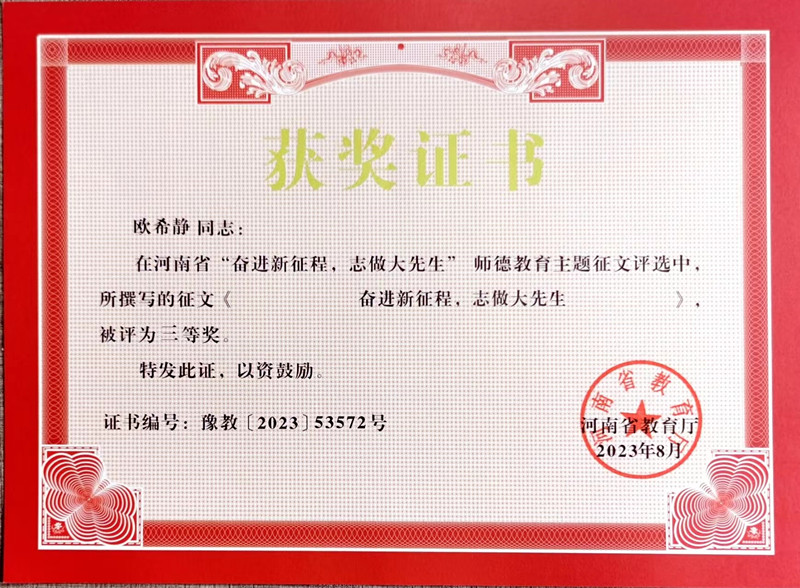 获奖证书
欧希静 同志：
在河南省“奋进新征程，志做大先生” 师德教育主题征文评选中，
所撰写的征文《 奋进新征程，志做大先生 》，
被评为三等奖。
特发此证，以资鼓励。
证书编号：豫教〔2023〕53572号
河南省教育厅
河南省教育厅
2023年8月